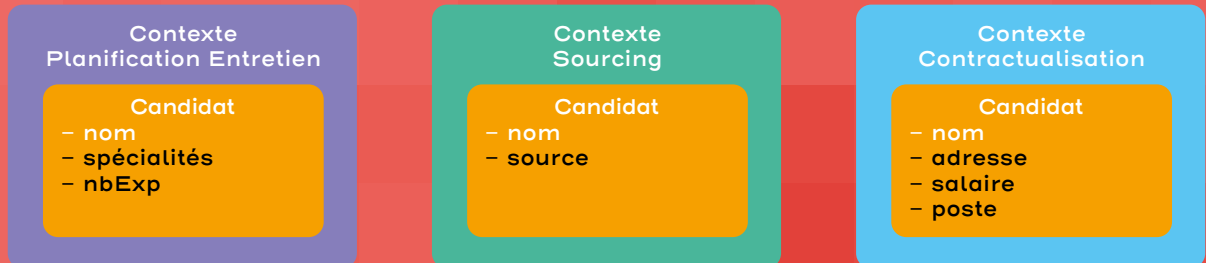 Contexte
Planification Entretien
Candidat
– nom
– spécialités
– nbExp
Contexte
Sourcing
Candidat
– nom
– source
Contexte
Contractualisation
Candidat
– nom
– adresse
– salaire
– poste